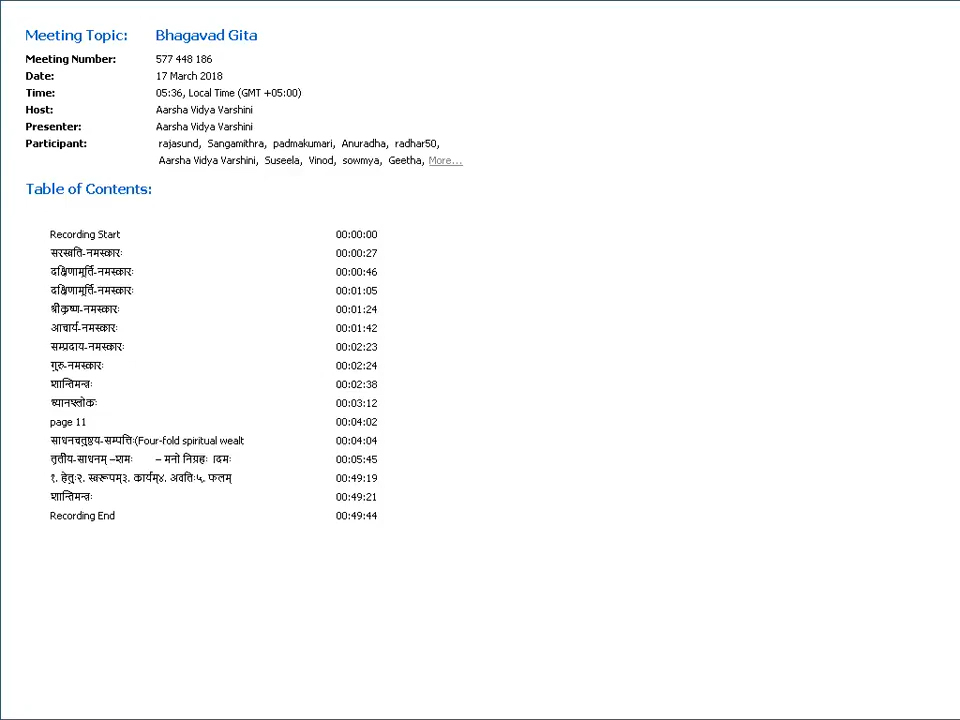 Meeting Topic: Bhagavad Gita
Meeting Number: 577 448 186
Date: 17 March 2018
Time: 05:36, Local Time (GMT +05:00)
Host: Aarsha Vidya Varshini
Presenter: Aarsha Vidya Varshini
Participant: rajasund, Sangamithra, padmakumari, Anuradha, radhar50,
Aarsha Vidya Varshini, Suseela, Vinod, sowmya, Geetha, More...
Table of Contents:
Recording Start 00:00:00
सरस्वति-नमस्कारः 00:00:27
दक्षिणामूर्ति-नमस्कारः 00:00:46
दक्षिणामूर्ति-नमस्कारः 00:01:05
श्रीकृष्ण-नमस्कारः 00:01:24
आचार्य-नमस्कारः 00:01:42
सम्प्रदाय-नमस्कारः 00:02:23
गुरु-नमस्कारः 00:02:24
शान्तिमन्त्रः 00:02:38
ध्यानश्लोकः 00:03:12
page 11 00:04:02
साधनचतुष्टय-सम्पत्तिः(Four-fold spiritual wealt 00:04:04
तृतीय-साधनम् –शमः – मनो निग्रहः ।दमः 00:05:45
१. हेतुः२. स्वरूपम्३. कार्यम्४. अवतिः५. फलम् 00:49:19
शान्तिमन्त्रः 00:49:21
Recording End 00:49:44